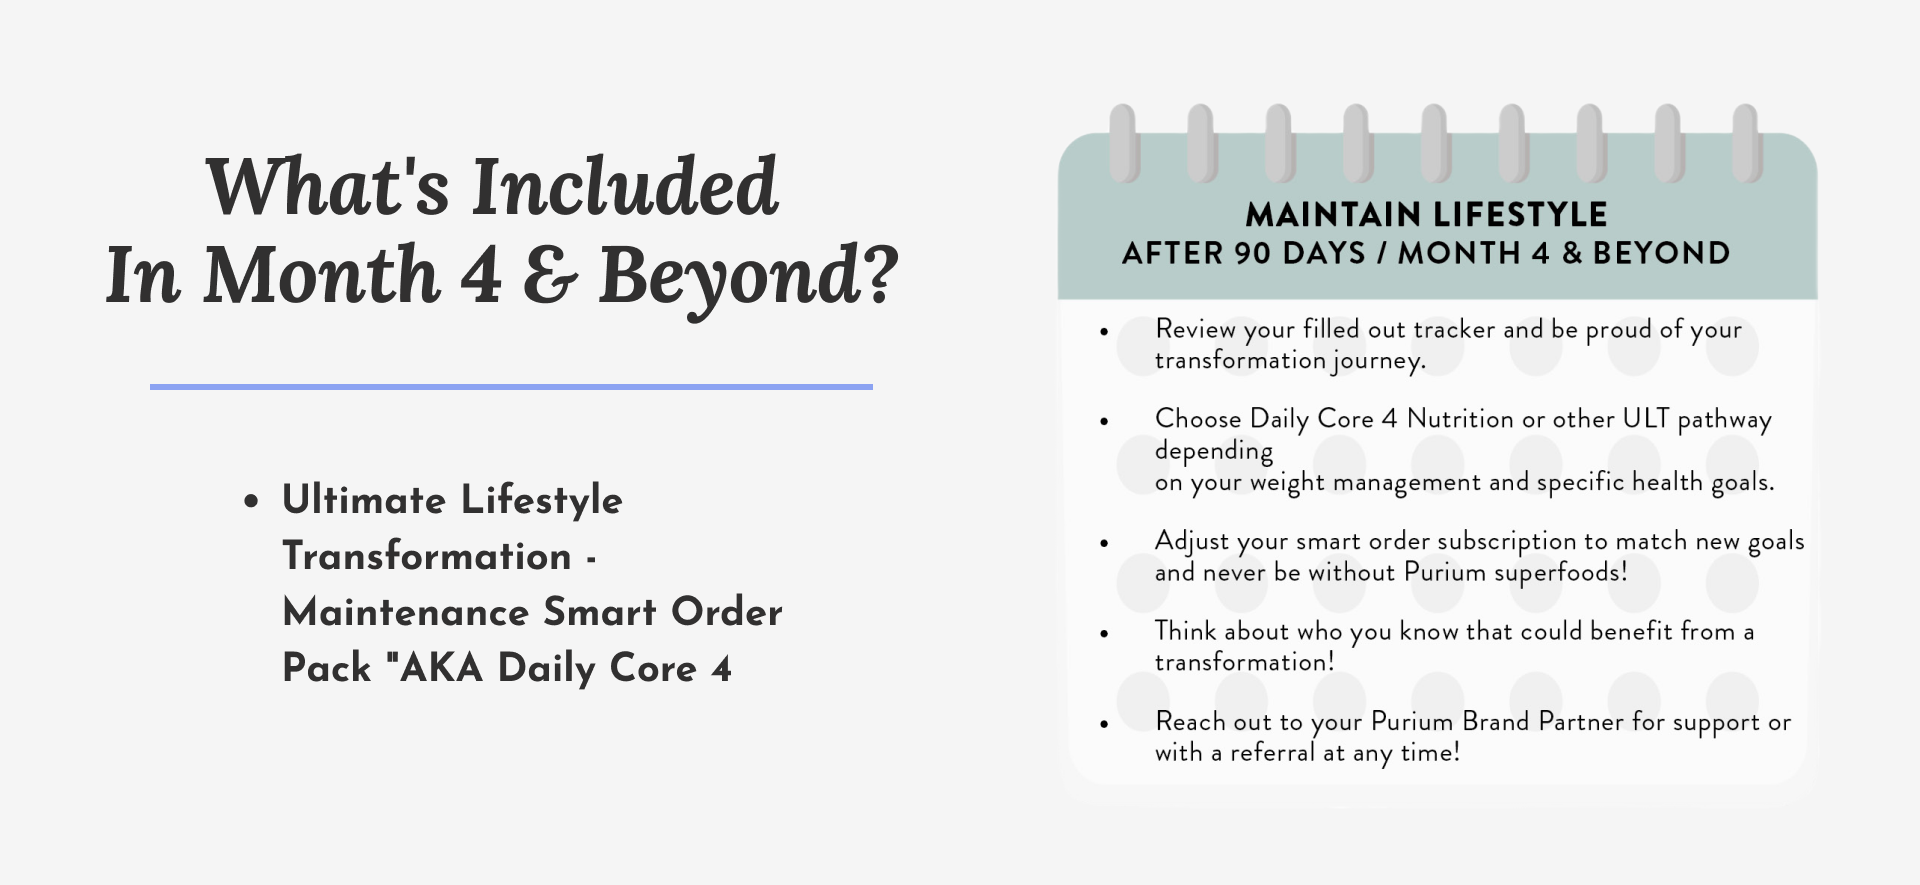 What's Included
In Month 4 & Beyond?
• Ultimate Lifestyle
Transformation -
Maintenance Smart Order
Pack "AKA Daily Core 4
MAINTAIN LIFESTYLE
AFTER 90 DAYS / MONTH 4 & BEYOND
• Review your filled out tracker and be proud of your
transformation journey.
• Choose Daily Core 4 Nutrition or other ULT pathway
depending
on your weight management and specific health goals.
• Adjust your smart order subscription to match new goals
and never be without Purium superfoods!
• Think about who you know that could benefit from a
transformation!
• Reach out to your Purium Brand Partner for support or
with a referral at any time!